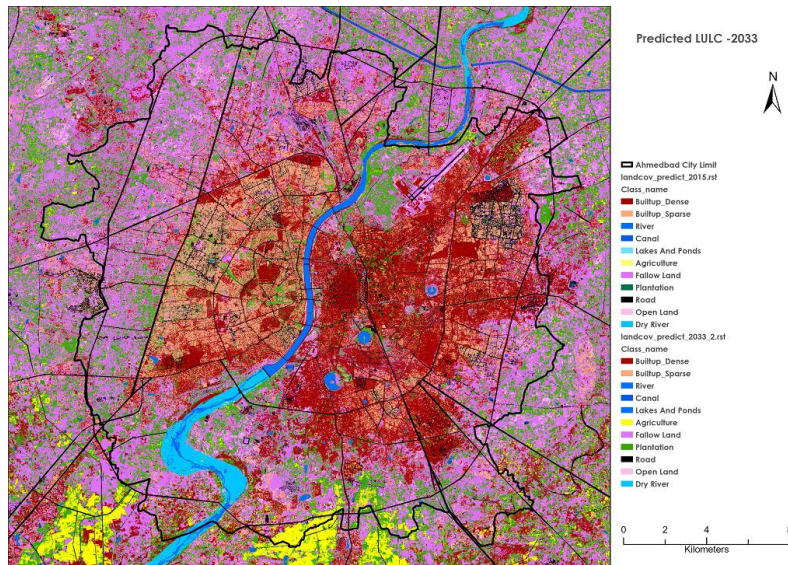 Predicted LULC -2033
N
Ahmedbad City Limit
landcov_predict_2015.rst
Class_name
Builtup_Dense
Builtup_Sparse
River
Canal
Lakes And Ponds
Agriculture
Fallow Land
Plantation
Road
Open Land
Dry River
landcov_predict_2033_2.rst
Class_name
Builtup_Dense
Builtup_Sparse
River
Canal
Lakes And Ponds
Agriculture
Fallow Land
Plantation
Road
Open Land
Dry River
0 2 4 8
Kilometers